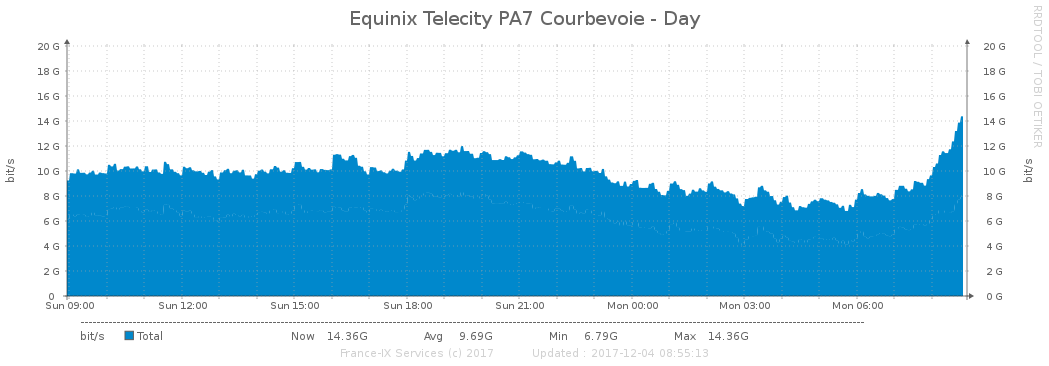 Equinix Telecity PA7 Courbevoie - Day
RRDTOOL / TOBI OETIKER
bit/s
20 G 20 G
18 G 18 G
16 G 16 G
14 G 14 G
12 G 12 G
10 G 10 G
8 G 8 G
6 G 6 G
4 G 4 G
2 G 2 G
0 0 G
bit/s
Sun 09:00 Sun 12:00 Sun 15:00 Sun 18:00 Sun 21:00 Mon 00:00 Mon 03:00 Mon 06:00
bit/s Total Now 14.36G Avg 9.69G Min 6.79G Max 14.36G
France-IX Services (c) 2017 Updated : 2017-12-04 08:55:13